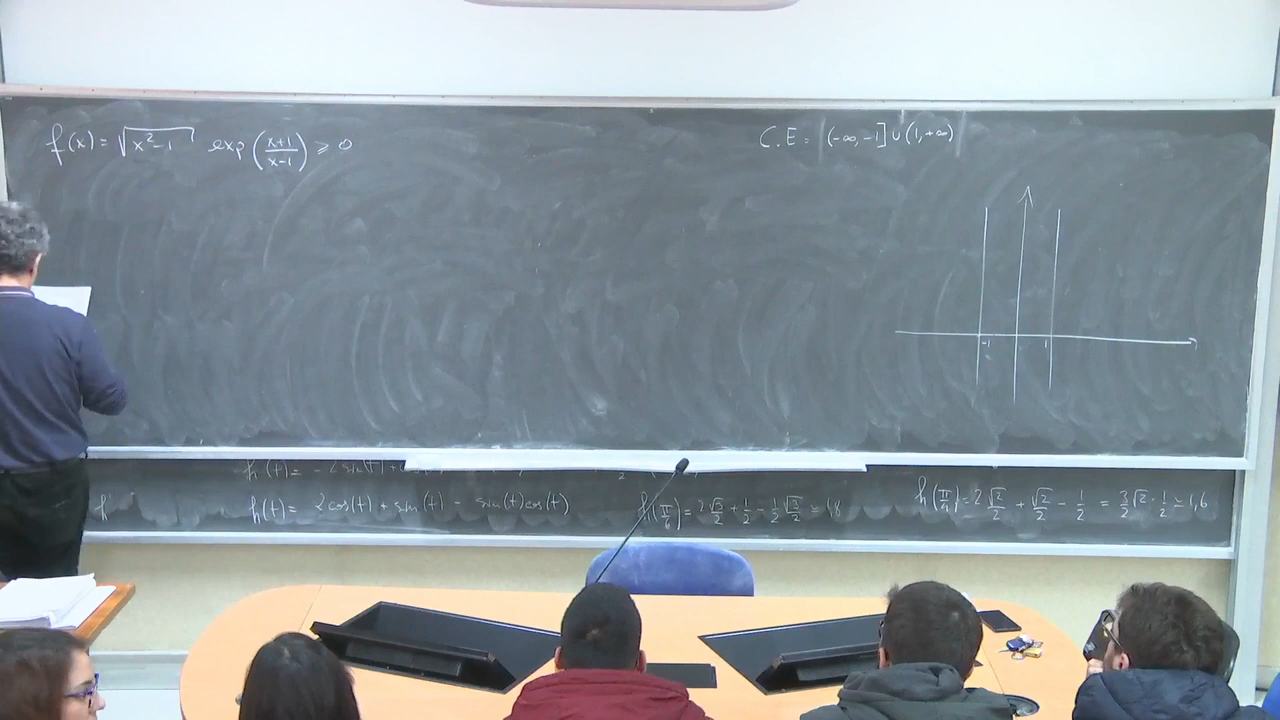 f(x) = √(x²-1) exp((x+1)/(x-1)) ⩾ 0
C.E = (-∞, -1] ∪ (1, +∞)
-1 1
h'(t) = -2 sin(t) +
h(t) = 2cos(t) + sin(t) - sin(t)cos(t)
h(π/6) = 2 √3/2 + 1/2 - 1/2 √3/2 ≃ 1,8
h(π/4) = 2 √2/2 + √2/2 - 1/2 = 3/2 √2 - 1/2 ≃ 1,6